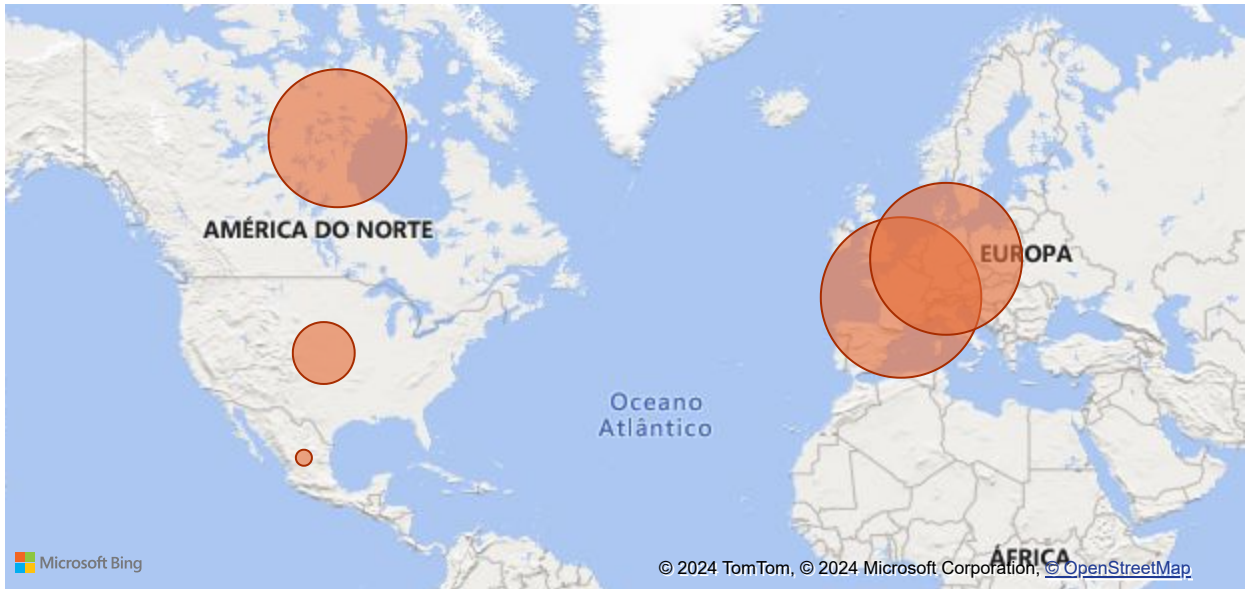 AMÉRICA DO NORTE
EUROPA
Oceano
Atlântico
ÁFRICA
Microsoft Bing
© 2024 TomTom, © 2024 Microsoft Corporation, © OpenStreetMap